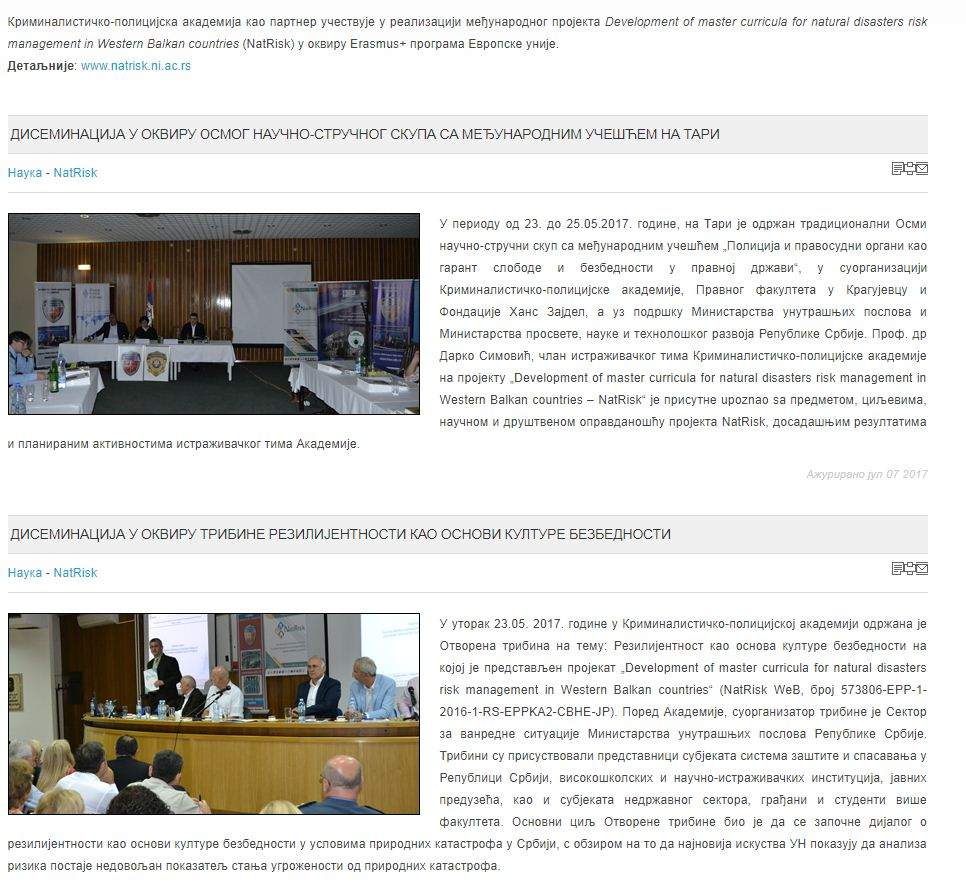 Криминалистичко-полицијска академија као партнер учествује у реализацији међународног пројекта Development of master curricula for natural disasters risk
management in Western Balkan countries (NatRisk) у оквиру Erasmus+ програма Европске уније.
Детаљније: www.natrisk.ni.ac.rs
ДИСЕМИНАЦИЈА У ОКВИРУ ОСМОГ НАУЧНО-СТРУЧНОГ СКУПА СА МЕЂУНАРОДНИМ УЧЕШЋЕМ НА ТАРИ
Наука - NatRisk
У периоду од 23. до 25.05.2017. године, на Тари је одржан традиционални Осми
научно-стручни скуп са међународним учешћем „Полиција и правосудни органи као
гарант слободе и безбедности у правној држави“, у суорганизацији
Криминалистичко-полицијске академије, Правног факултета у Крагујевцу и
Фондације Ханс Зајдел, а уз подршку Министарства унутрашњих послова и
Министарства просвете, науке и технолошког развоја Републике Србије. Проф. др
Дарко Симовић, члан истраживачког тима Криминалистичко-полицијске академије
на пројекту „Development of master curricula for natural disasters risk management in
Western Balkan countries – NatRisk“ је присутне upoznao sa предметом, циљевима,
научном и друштвеном оправданошћу пројекта NatRisk, досадашњим резултатима
и планираним активностима истраживачког тима Академије.
Ажурирано јул 07 2017
ДИСЕМИНАЦИЈА У ОКВИРУ ТРИБИНЕ РЕЗИЛИЈЕНТНОСТИ КАО ОСНОВИ КУЛТУРЕ БЕЗБЕДНОСТИ
Наука - NatRisk
NatRisk
У уторак 23.05. 2017. године у Криминалистичко-полицијској академији одржана је
Отворена трибина на тему: Резилијентност као основа културе безбедности на
којој је представљен пројекат „Development of master curricula for natural disasters
risk management in Western Balkan countries“ (NatRisk WeB, број 573806-EPP-1-
2016-1-RS-EPPKA2-CBHE-JP). Поред Академије, суорганизатор трибине је Сектор
за ванредне ситуације Министарства унутрашњих послова Републике Србије.
Трибини су присуствовали представници субјеката система заштите и спасавања у
Републици Србији, високошколских и научно-истраживачких институција, јавних
предузећа, као и субјеката недржавног сектора, грађани и студенти више
факултета. Основни циљ Отворене трибине био је да се започне дијалог о
резилијентности као основи културе безбедности у условима природних катастрофа у Србији, с обзиром на то да најновија искуства УН показују да анализа
ризика постаје недовољан показатељ стања угрожености од природних катастрофа.